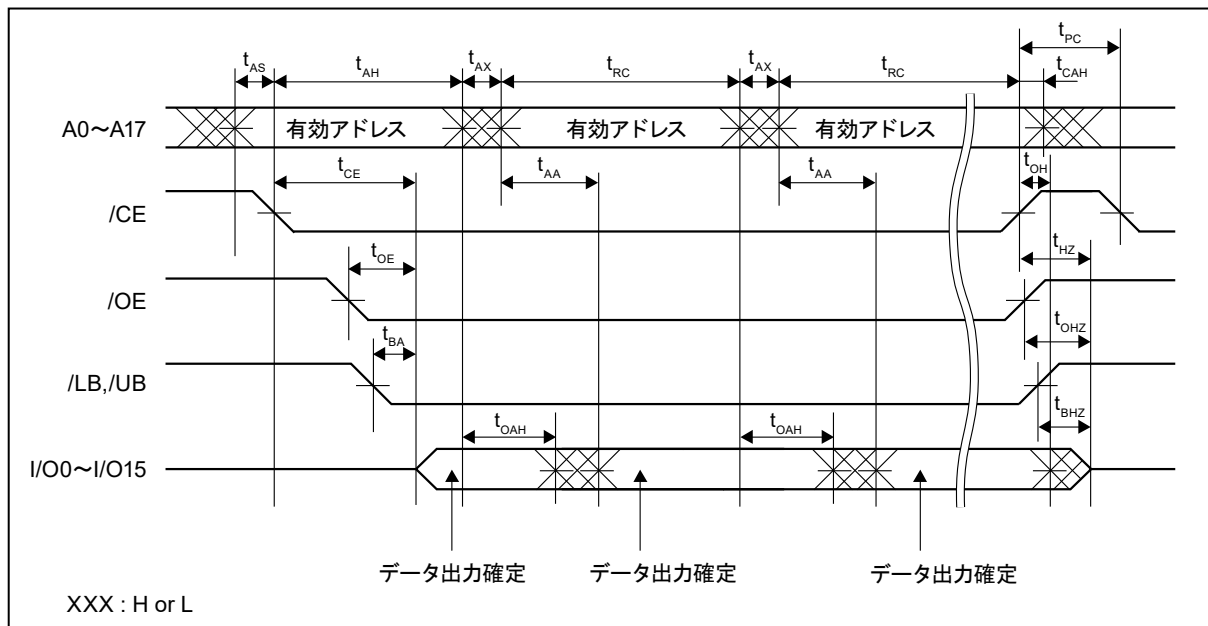 tPC
tAS
tAH
tAX
tRC
tAX
tRC
tCAH
A0～A17
有効アドレス
有効アドレス
有効アドレス
tCE
tAA
tAA
tOH
/CE
tOE
tHZ
/OE
tBA
tOHZ
/LB,/UB
tOAH
tOAH
tBHZ
I/O0～I/O15
データ出力確定
データ出力確定
データ出力確定
XXX : H or L